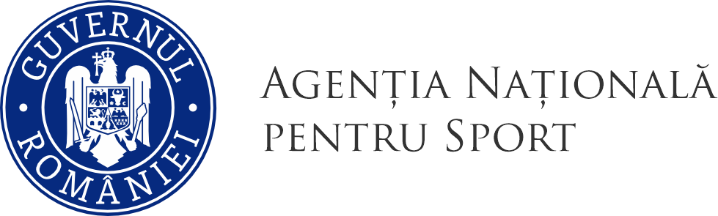 GUVERNUL
ROMÂNIEI
AGENȚIA NAȚIONALĂ
PENTRU SPORT